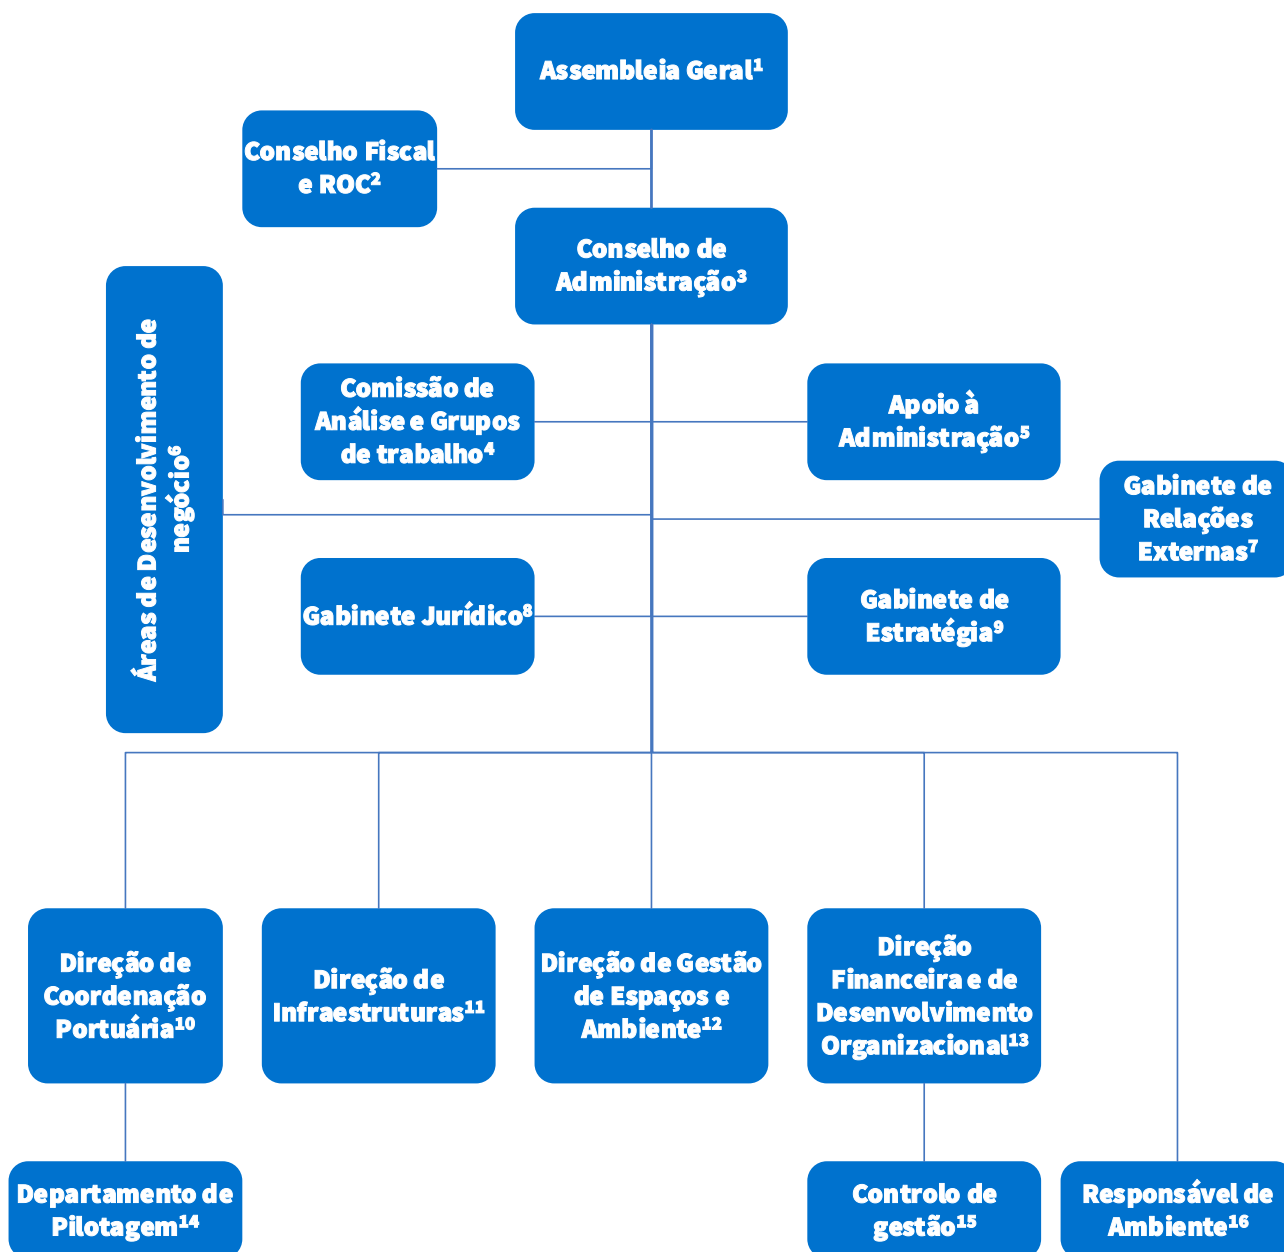 Assembleia Geral¹
Conselho Fiscal
e ROC²
Conselho de
Administração³
Áreas de Desenvolvimento de
negócio⁶
Comissão de
Análise e Grupos
de trabalho⁴
Apoio à
Administração⁵
Gabinete de
Relações
Externas⁷
Gabinete Jurídico⁸
Gabinete de
Estratégia⁹
Direção de
Coordenação
Portuária¹⁰
Direção de
Infraestruturas¹¹
Direção de Gestão
de Espaços e
Ambiente¹²
Direção
Financeira e de
Desenvolvimento
Organizacional¹³
Departamento de
Pilotagem¹⁴
Controlo de
gestão¹⁵
Responsável de
Ambiente¹⁶